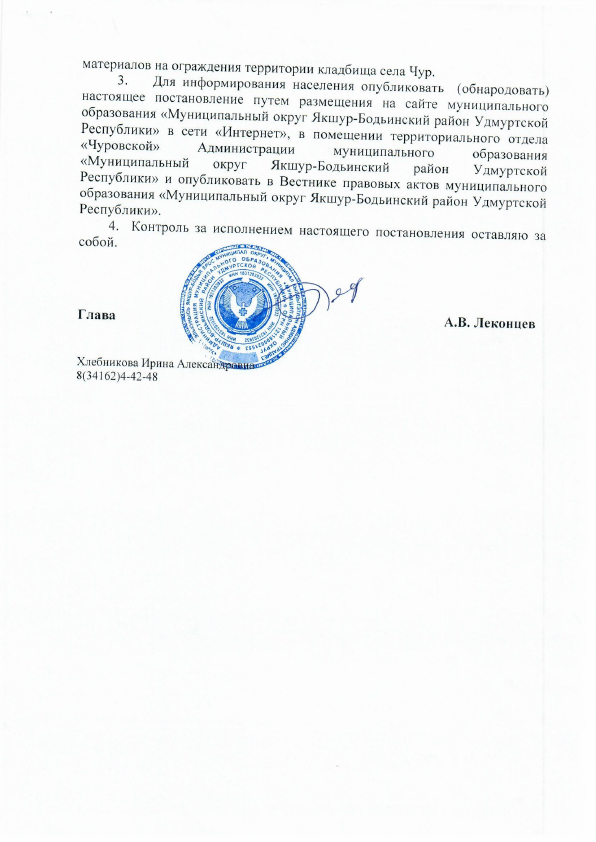 материалов на ограждения территории кладбища села Чур.
3. Для информирования населения опубликовать (обнародовать)
настоящее постановление путем размещения на сайте муниципального
образования «Муниципальный округ Якшур-Бодьинский район Удмуртской
Республики» в сети «Интернет», в помещении территориального отдела
«Чуровской» Администрации муниципального образования
«Муниципальный округ Якшур-Бодьинский район Удмуртской
Республики» и опубликовать в Вестнике правовых актов муниципального
образования «Муниципальный округ Якшур-Бодьинский район Удмуртской
Республики».
4. Контроль за исполнением настоящего постановления оставляю за
собой.
Глава
А.В. Леконцев
Хлебникова Ирина Александровна
8(34162)4-42-48